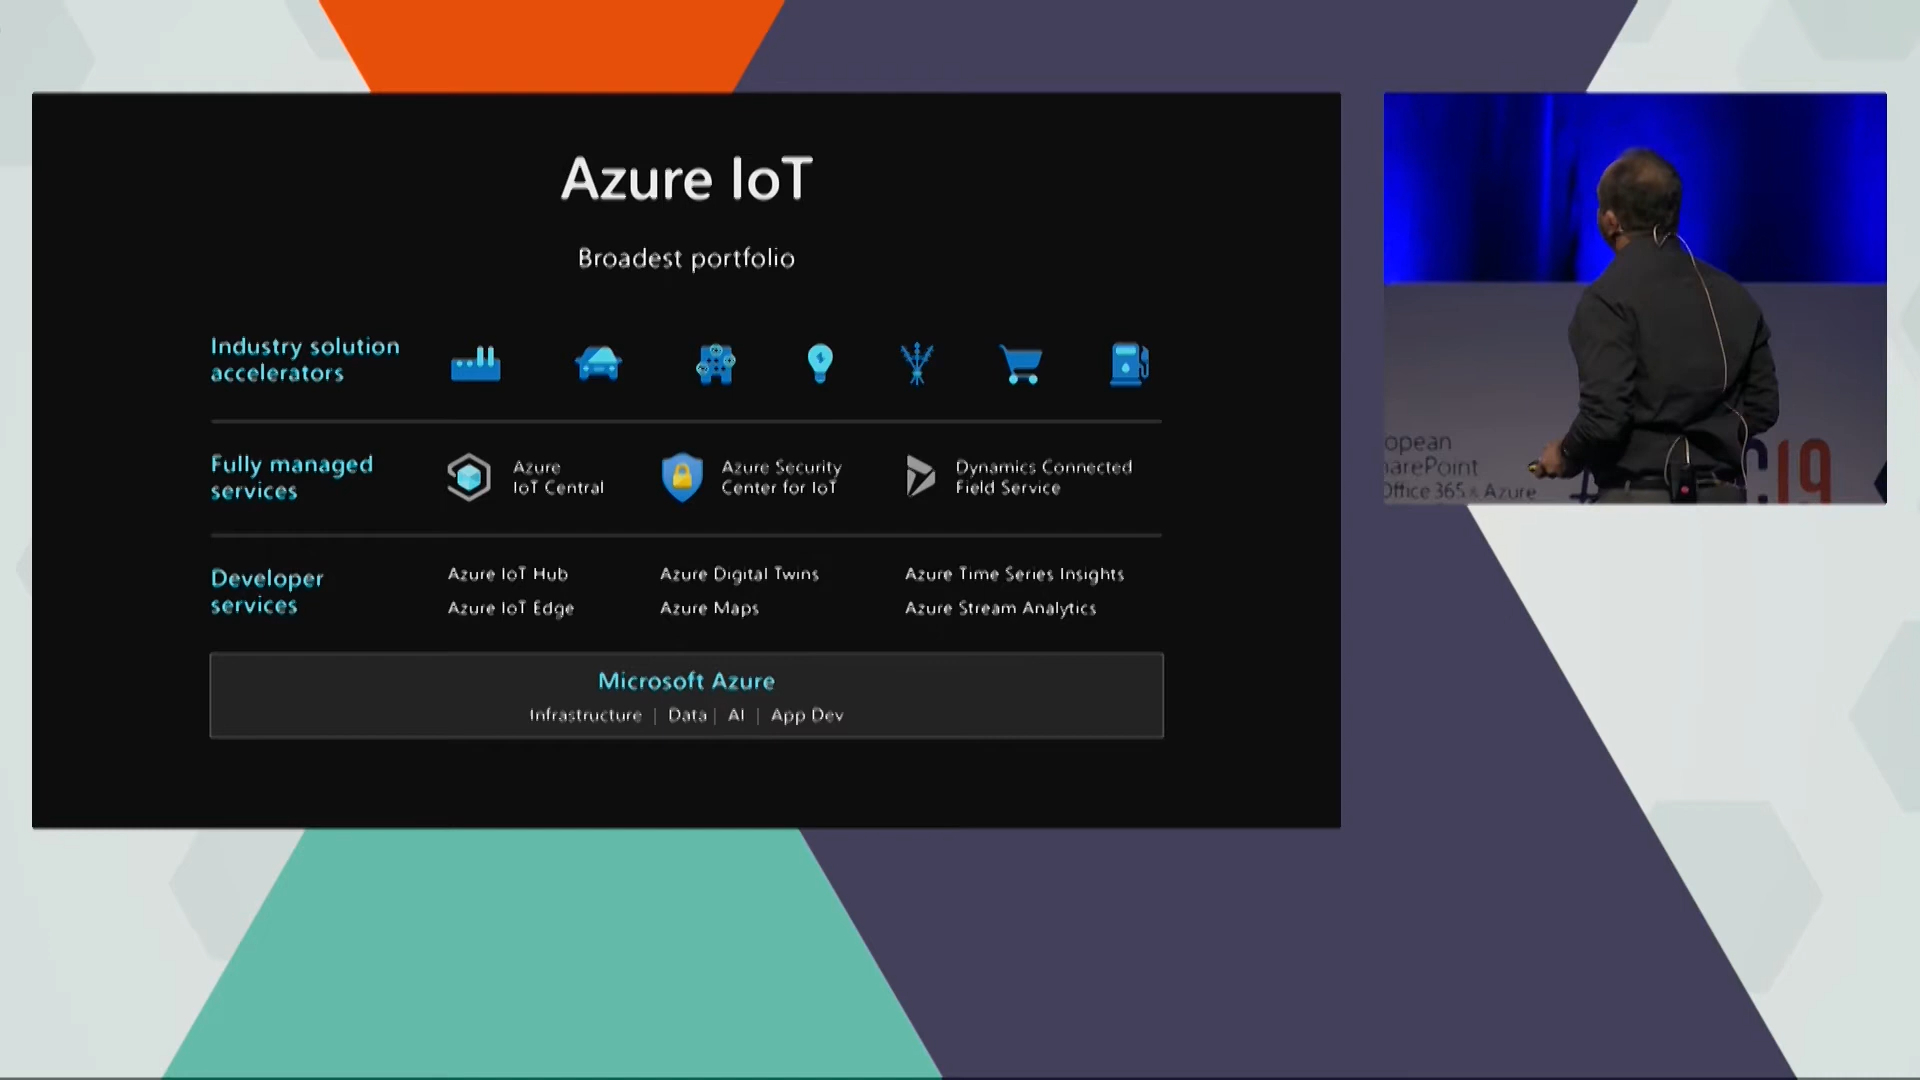 Azure IoT
Broadest portfolio
Industry solution
accelerators
Fully managed
services
Azure
IoT Central
Azure Security
Center for IoT
Dynamics Connected
Field Service
Developer
services
Azure IoT Hub
Azure Digital Twins
Azure Time Series Insights
Azure IoT Edge
Azure Maps
Azure Stream Analytics
Microsoft Azure
Infrastructure | Data | AI | App Dev
opean
harePoint
Office 365 & Azure
C19